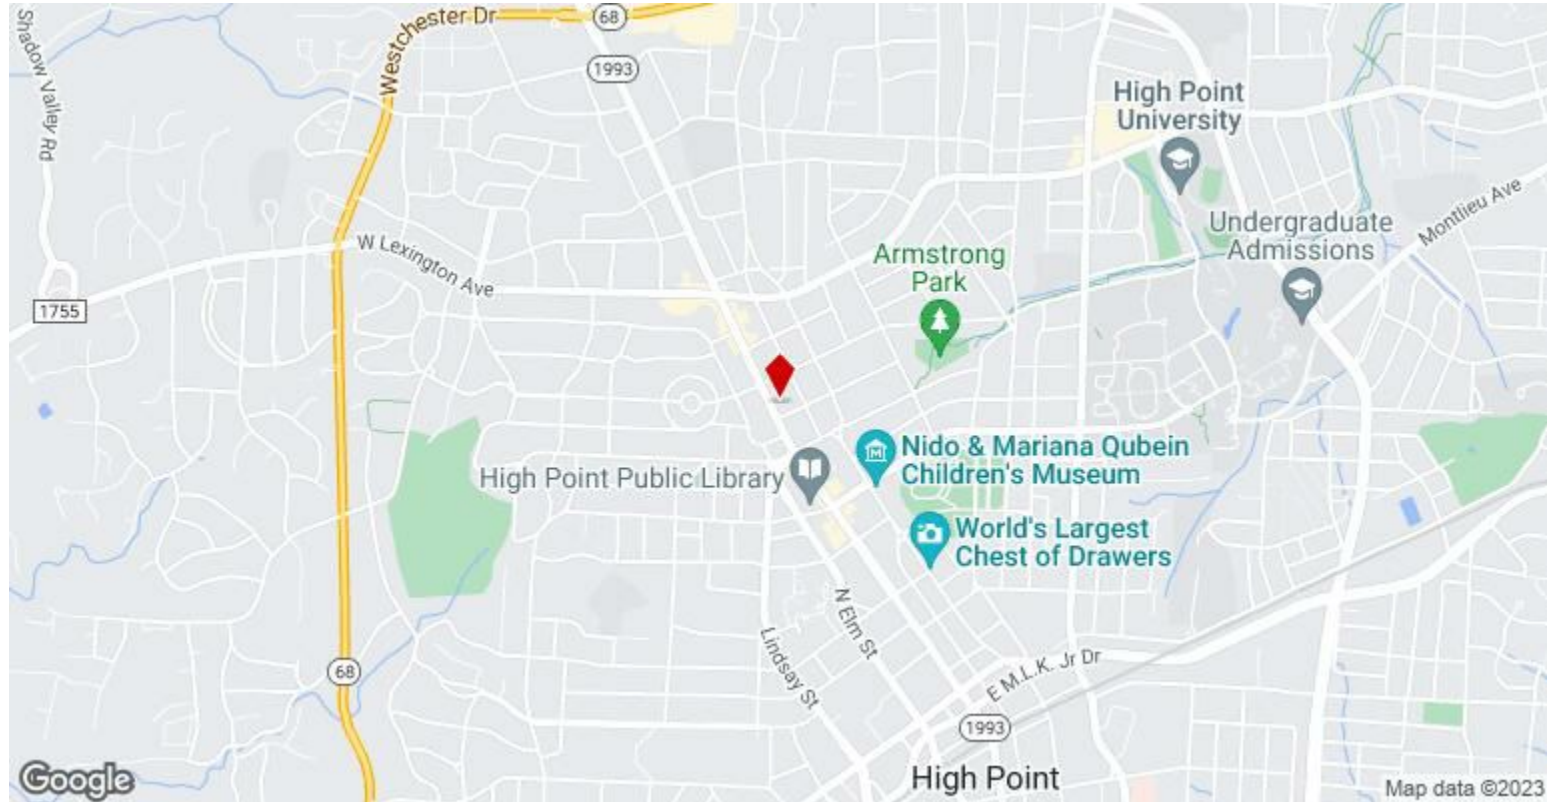 Shadow Valley Rd
Westchester Dr
68
1993
High Point
University
Undergraduate
Admissions
Montlieu Ave
W Lexington Ave
Armstrong
Park
1755
Nido & Mariana Qubein
Children's Museum
High Point Public Library
World's Largest
Chest of Drawers
N Elm St
Lindsay St
E M.L.K. Jr Dr
68
1993
High Point
Google
Map data ©2023